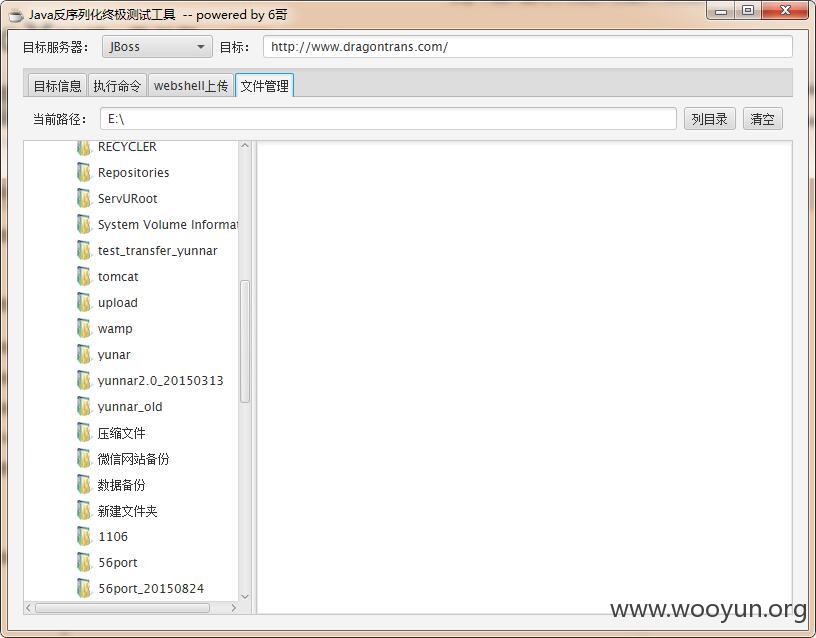 Java反序列化终极测试工具 -- powered by 6哥
目标服务器: JBoss 目标: http://www.dragontrans.com/
目标信息 执行命令 webshell上传 文件管理
当前路径: E:\ 列目录 清空
RECYCLER
Repositories
ServURoot
System Volume Informat
test_transfer_yunnar
tomcat
upload
wamp
yunar
yunnar2.0_20150313
yunnar_old
压缩文件
微信网站备份
数据备份
新建文件夹
1106
56port
56port_20150824
www.wooyun.org